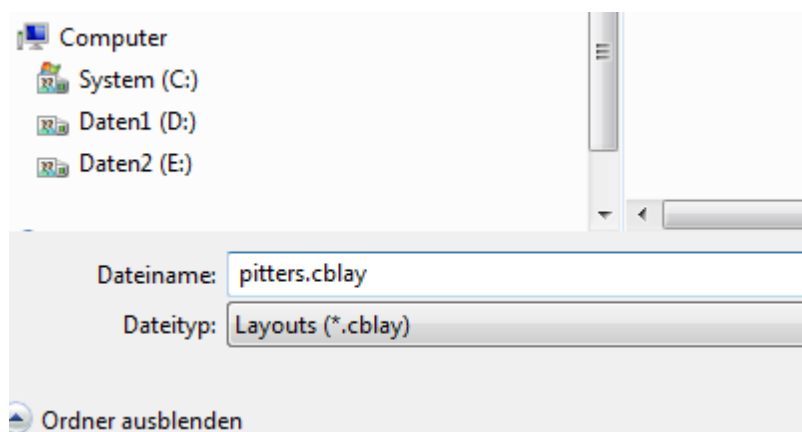 Computer
System (C:)
Daten1 (D:)
Daten2 (E:)
Dateiname: pitters.cblay
Dateityp: Layouts (*.cblay)
Ordner ausblenden